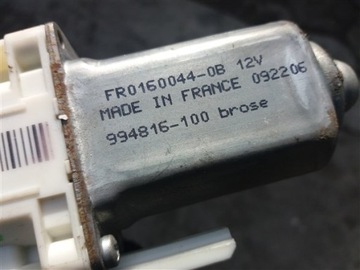 FR0160044-0B 12V
MADE IN FRANCE 092206
994816-100 brose